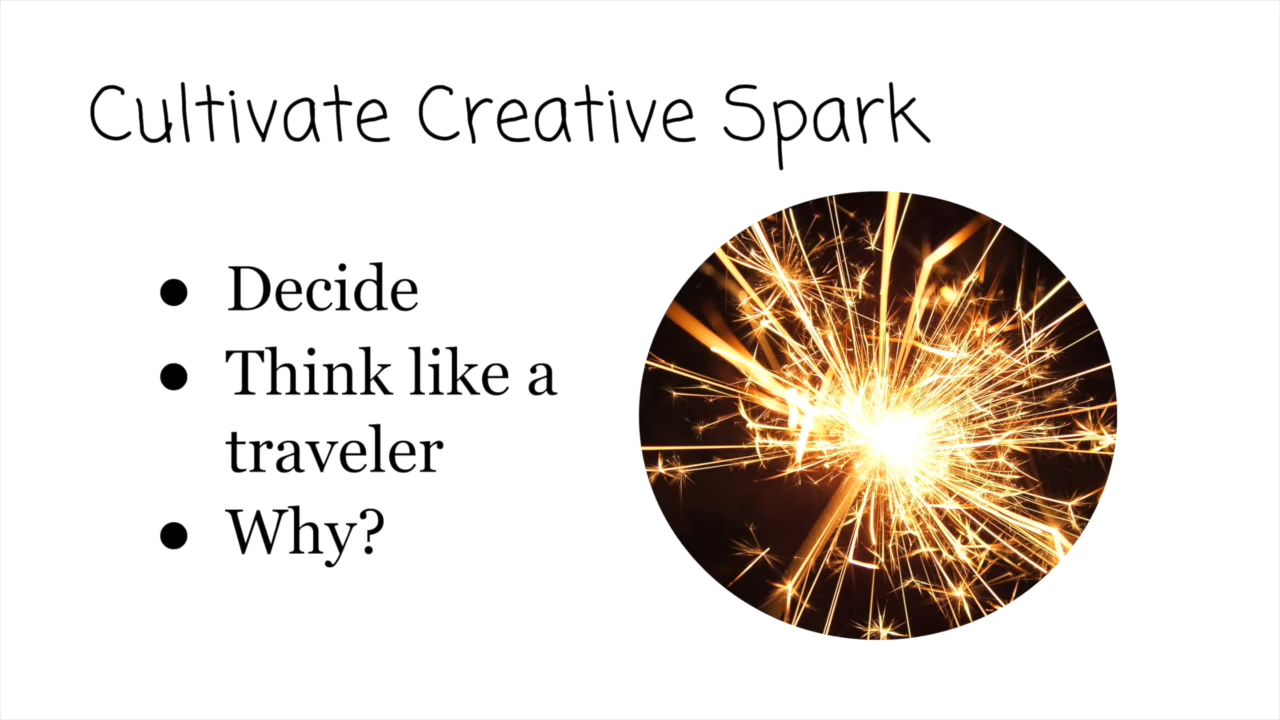 Cultivate Creative Spark
● Decide
● Think like a
traveler
● Why?